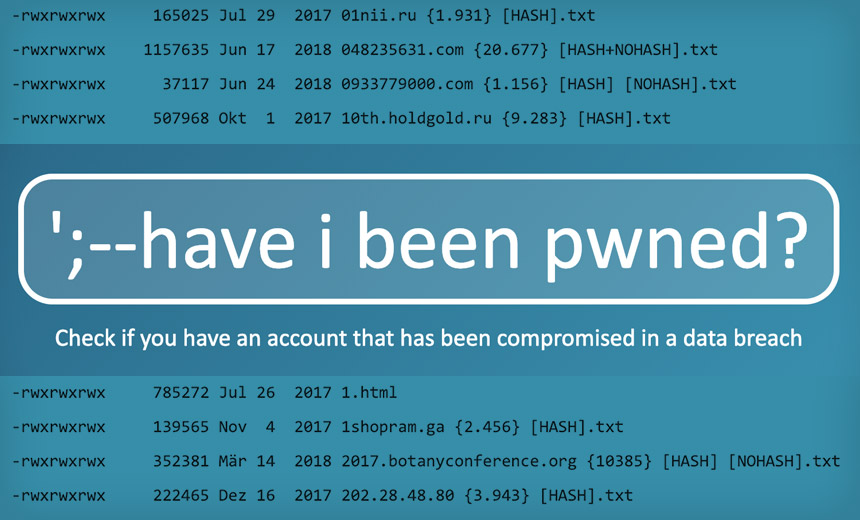 -rwxrwxrwx 165025 Jul 29 2017 01nii.ru {1.931} [HASH].txt
-rwxrwxrwx 1157635 Jun 17 2018 048235631.com {20.677} [HASH+NOHASH].txt
-rwxrwxrwx 37117 Jun 24 2018 0933779000.com {1.156} [HASH] [NOHASH].txt
-rwxrwxrwx 507968 Okt 1 2017 10th.holdgold.ru {9.283} [HASH].txt
';--have i been pwned?
Check if you have an account that has been compromised in a data breach
-rwxrwxrwx 785272 Jul 26 2017 1.html
-rwxrwxrwx 139565 Nov 4 2017 1shopram.ga {2.456} [HASH].txt
-rwxrwxrwx 352381 Mär 14 2018 2017.botanyconference.org {10385} [HASH] [NOHASH].txt
-rwxrwxrwx 222465 Dez 16 2017 202.28.48.80 {3.943} [HASH].txt